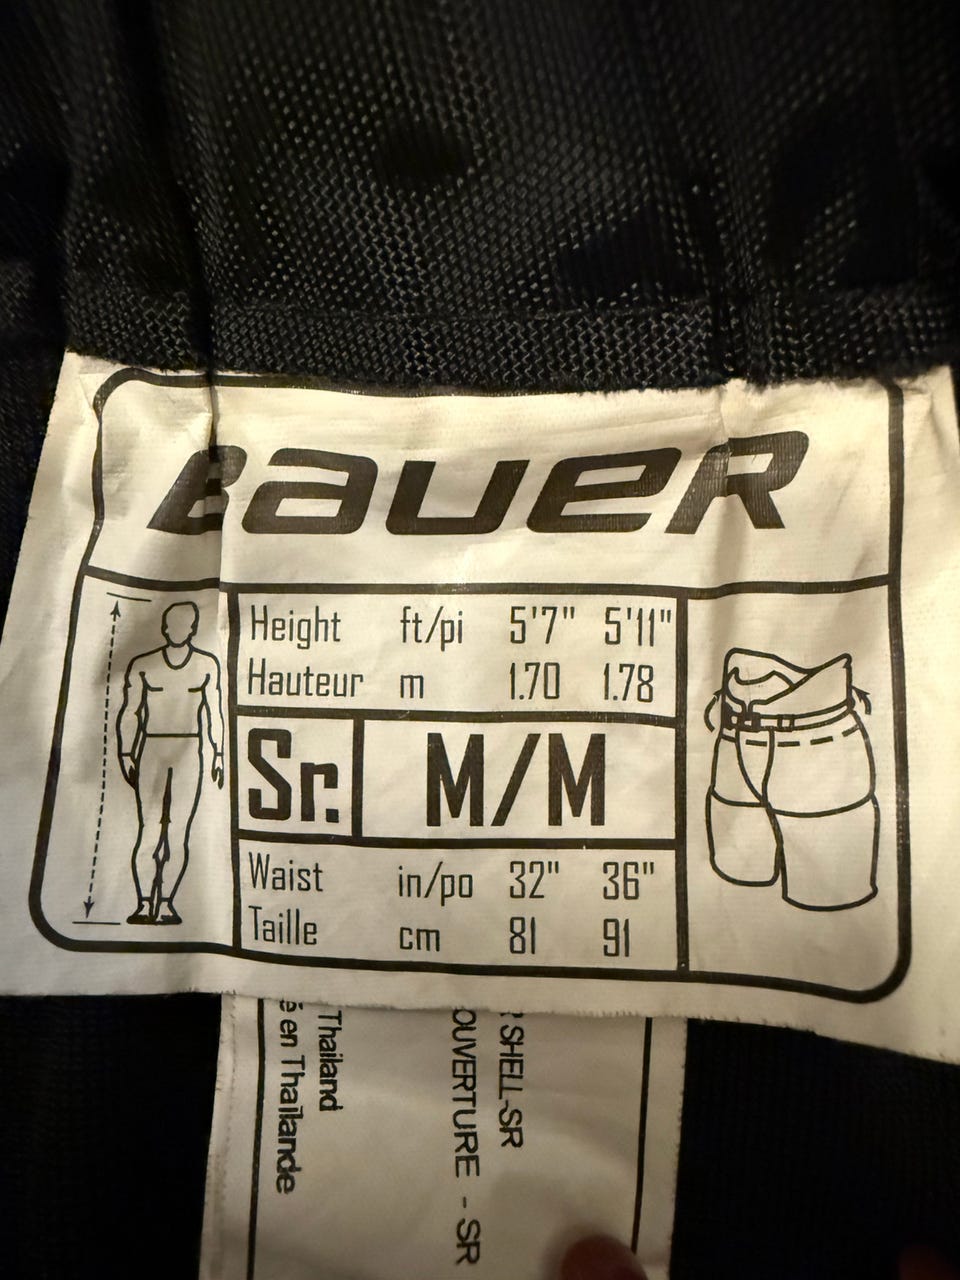 BAUER
Height ft/pi 5'7" 5'11"
Hauteur m 1.70 1.78
Sr. M/M
Waist in/po 32" 36"
Taille cm 81 91
SHELL-SR
OUVERTURE - SR
Thailand
é en Thaïlande